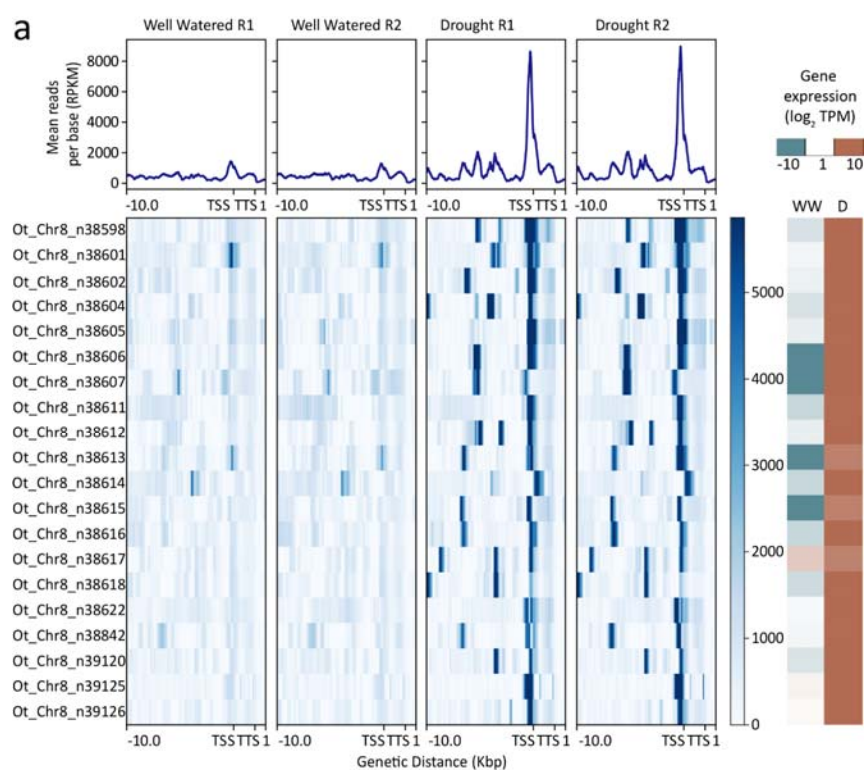 a
Well Watered R1
Well Watered R2
Drought R1
Drought R2
Mean reads
per base (RPKM)
8000
6000
4000
2000
0
-10.0 TSS TTS 1
-10.0 TSS TTS 1
-10.0 TSS TTS 1
-10.0 TSS TTS 1
Gene
expression
(log2 TPM)
-10 1 10
WW D
Ot_Chr8_n38598
Ot_Chr8_n38601
Ot_Chr8_n38602
Ot_Chr8_n38604
Ot_Chr8_n38605
Ot_Chr8_n38606
Ot_Chr8_n38607
Ot_Chr8_n38611
Ot_Chr8_n38612
Ot_Chr8_n38613
Ot_Chr8_n38614
Ot_Chr8_n38615
Ot_Chr8_n38616
Ot_Chr8_n38617
Ot_Chr8_n38618
Ot_Chr8_n38622
Ot_Chr8_n38842
Ot_Chr8_n39120
Ot_Chr8_n39125
Ot_Chr8_n39126
5000
4000
3000
2000
1000
0
-10.0 TSS TTS 1
-10.0 TSS TTS 1
-10.0 TSS TTS 1
-10.0 TSS TTS 1
Genetic Distance (Kbp)